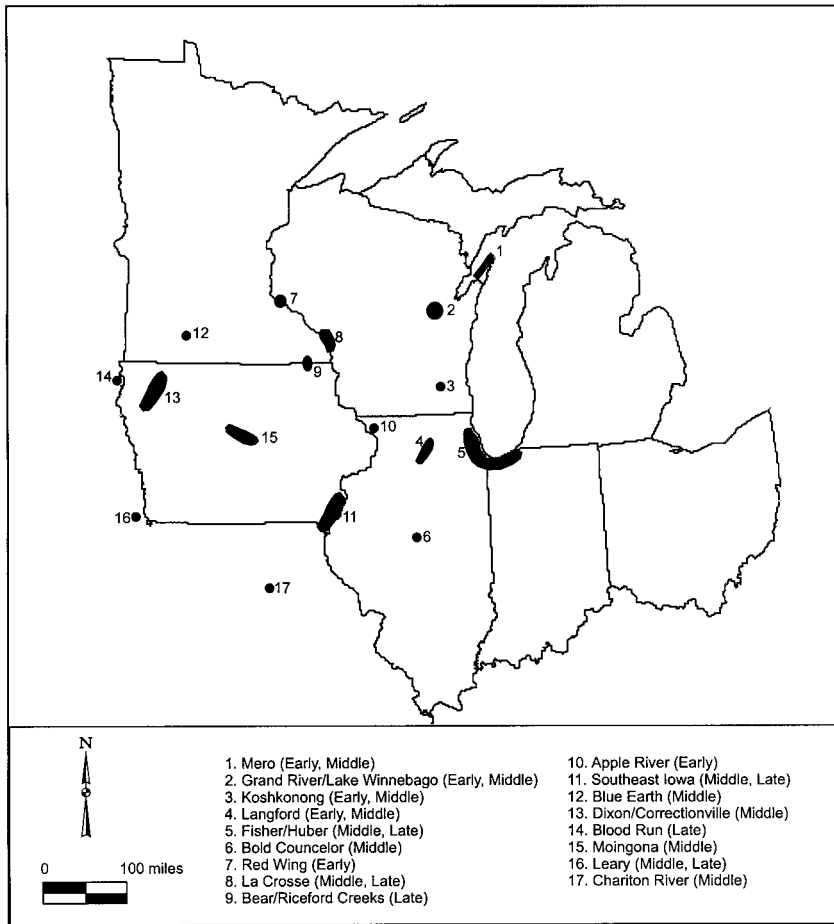 1
7
2
12
8
9
14
13
3
10
15
4
5
11
16
6
17
N
0 100 miles
1. Mero (Early, Middle)
2. Grand River/Lake Winnebago (Early, Middle)
3. Koshkonong (Early, Middle)
4. Langford (Early, Middle)
5. Fisher/Huber (Middle, Late)
6. Bold Councelor (Middle)
7. Red Wing (Early)
8. La Crosse (Middle, Late)
9. Bear/Riceford Creeks (Late)
10. Apple River (Early)
11. Southeast Iowa (Middle, Late)
12. Blue Earth (Middle)
13. Dixon/Correctionville (Middle)
14. Blood Run (Late)
15. Moingona (Middle)
16. Leary (Middle, Late)
17. Chariton River (Middle)